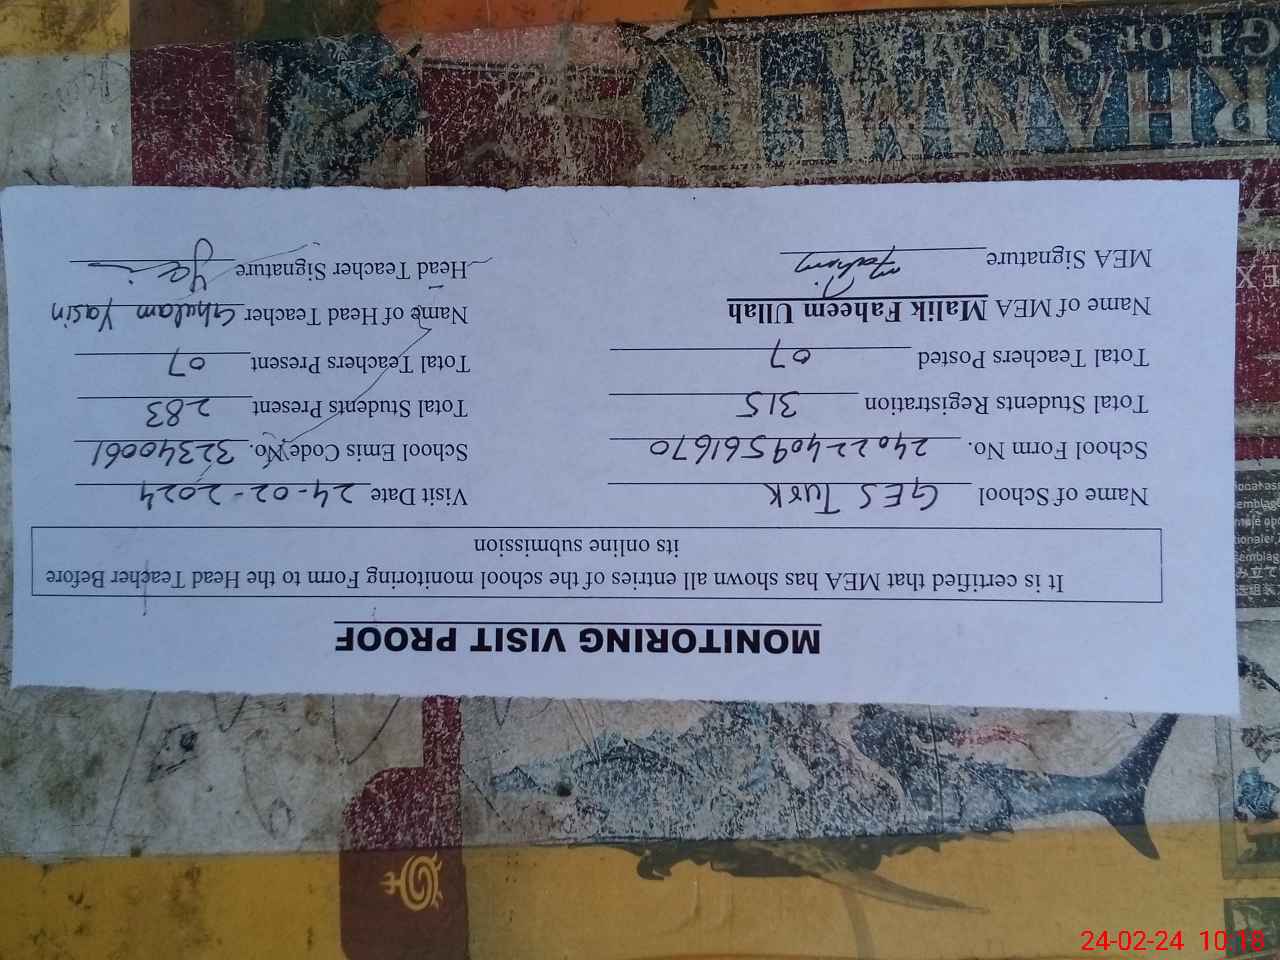 MONITORING VISIT PROOF
It is certified that MEA has shown all entries of the school monitoring Form to the Head Teacher Before
its online submission
Name of School GES Turk Visit Date 24-02-2024
School Form No. 24022409561670 School Emis Code No. 32340061
Total Students Registration 315 Total Students Present 283
Total Teachers Posted 07 Total Teachers Present 07
Name of MEA Malik Faheem Ullah Name of Head Teacher Ghulam Yasin
MEA Signature Head Teacher Signature
GE OF SIGM
24-02-24 10:18